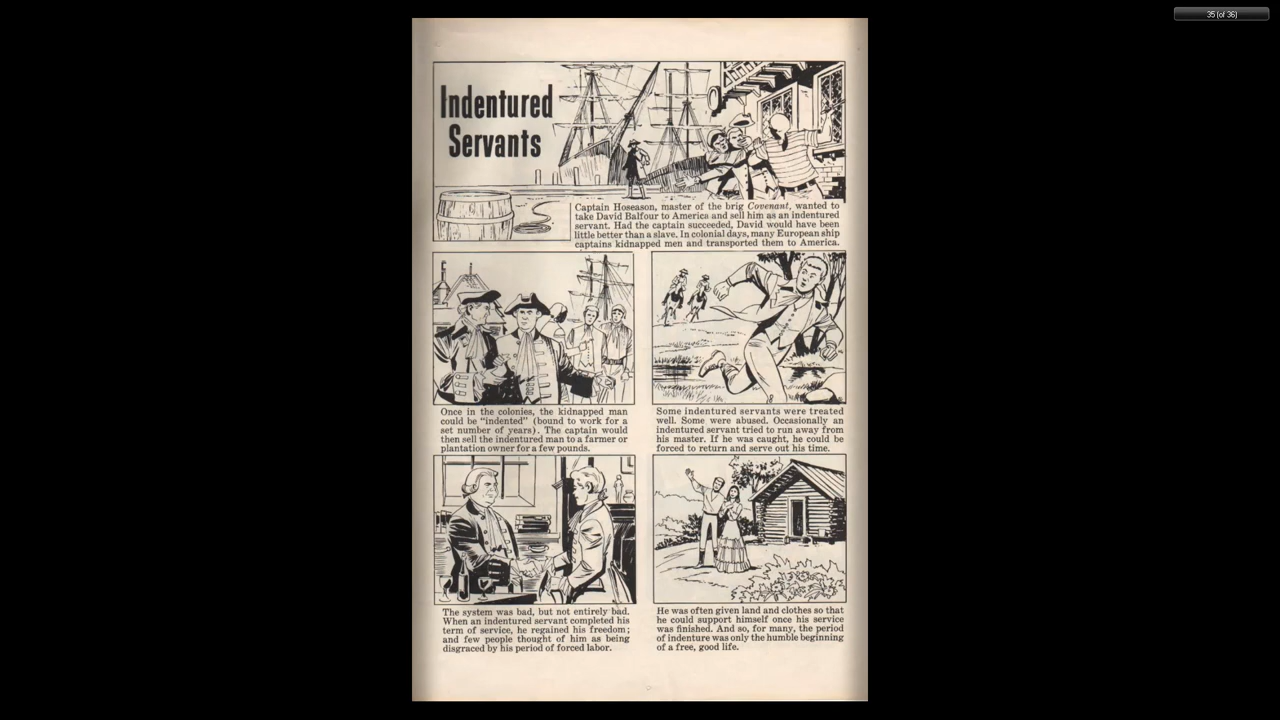 35 (of 36)
Indentured
Servants
Captain Hoseason, master of the brig Covenaut, wanted to
take David Balfour to America and sell him as an indentured
servant. Had the captain succeeded, David would have been
little better than a slave. In colonial days, many European ship
captains kidnapped men and transported them to America.
Once in the colonies, the kidnapped man
could be “indented” (bound to work for a
set number of years). The captain would
then sell the indentured man to a farmer or
plantation owner for a few pounds.
Some indentured servants were treated
well. Some were abused. Occasionally an
indentured servant tried to run away from
his master. If he was caught, he could be
forced to return and serve out his time.
The system was bad, but not entirely bad.
When an indentured servant completed his
term of service, he regained his freedom;
and few people thought of him as being
disgraced by his period of forced labor.
He was often given land and clothes so that
he could support himself once his service
was finished. And so, for many, the period
of indenture was only the humble beginning
of a free, good life.